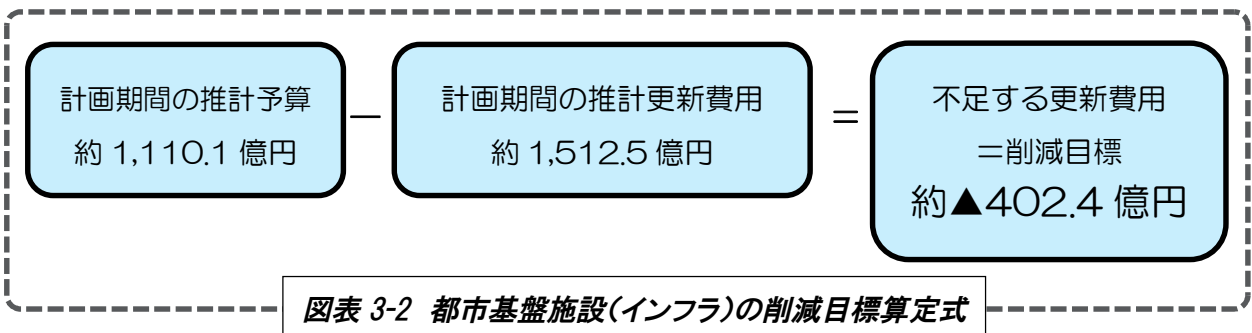 計画期間の推計予算
約 1,110.1 億円
－
計画期間の推計更新費用
約 1,512.5 億円
＝
不足する更新費用
＝削減目標
約▲402.4 億円
図表 3-2 都市基盤施設(インフラ)の削減目標算定式